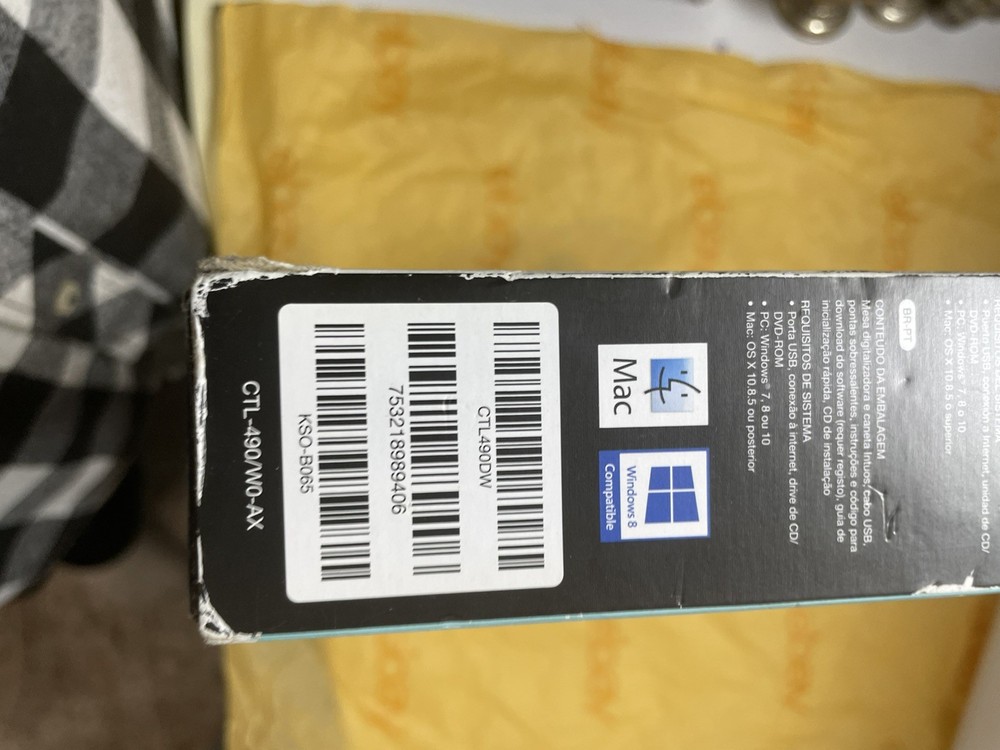 • Puerto USB, conexión a Internet, unidad de CD/
DVD-ROM
• PC: Windows® 7, 8 o 10
• Mac: OS X 10.8.5 o superior
BR-PT
CONTEÚDO DA EMBALAGEM
Mesa digitalizadora e caneta Intuos, cabo USB,
pontas sobressalentes, instruções e código para
download do software (requer registo), guia de
inicialização rápida, CD de instalação
REQUISITOS DE SISTEMA
• Porta USB, conexão à internet, drive de CD/
DVD-ROM
• PC: Windows® 7, 8 ou 10
• Mac: OS X 10.8.5 ou posterior
Mac
Windows 8
Compatible
CTL490DW
753218989406
KSO-B065
CTL-490/W0-AX